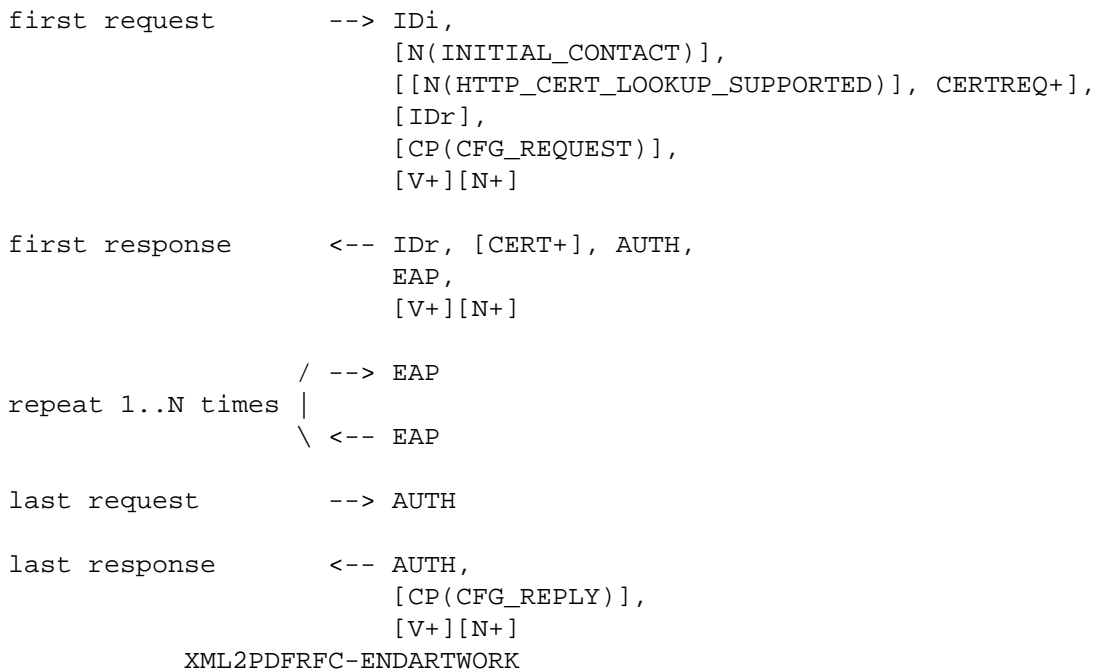 first request       --> IDi,
                        [N(INITIAL_CONTACT)],
                        [[N(HTTP_CERT_LOOKUP_SUPPORTED)], CERTREQ+],
                        [IDr],
                        [CP(CFG_REQUEST)],
                        [V+][N+]

first response      <-- IDr, [CERT+], AUTH,
                        EAP,
                        [V+][N+]

                  / --> EAP
repeat 1..N times |
                  \ <-- EAP

last request        --> AUTH

last response       <-- AUTH,
                        [CP(CFG_REPLY)],
                        [V+][N+]
           XML2PDFRFC-ENDARTWORK